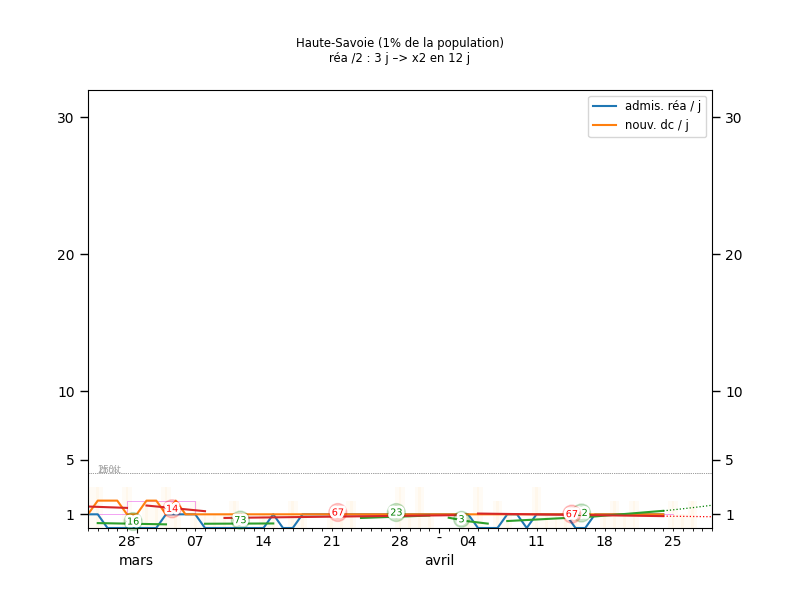 Haute-Savoie (1% de la population)
réa /2 : 3 j –> x2 en 12 j
admis. réa / j
nouv. dc / j
30 30
20 20
10 10
5 5
1 1
16 14 73 67 23 3 67
28 07 14 21 28 - 04 11 18 25
mars avril